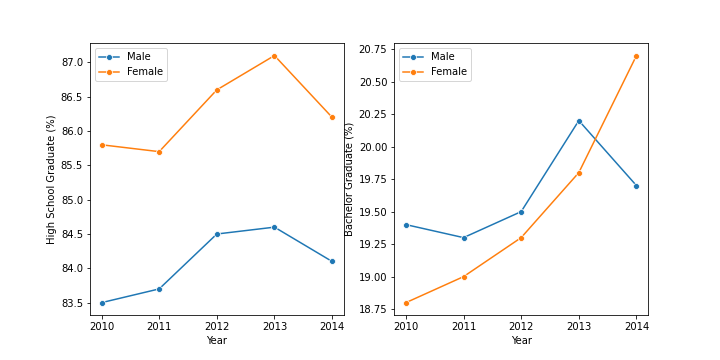 Male
Female
87.0
86.5
86.0
85.5
85.0
84.5
84.0
83.5
High School Graduate (%)
2010 2011 2012 2013 2014
Year
Male
Female
20.75
20.50
20.25
20.00
19.75
19.50
19.25
19.00
18.75
Bachelor Graduate (%)
2010 2011 2012 2013 2014
Year